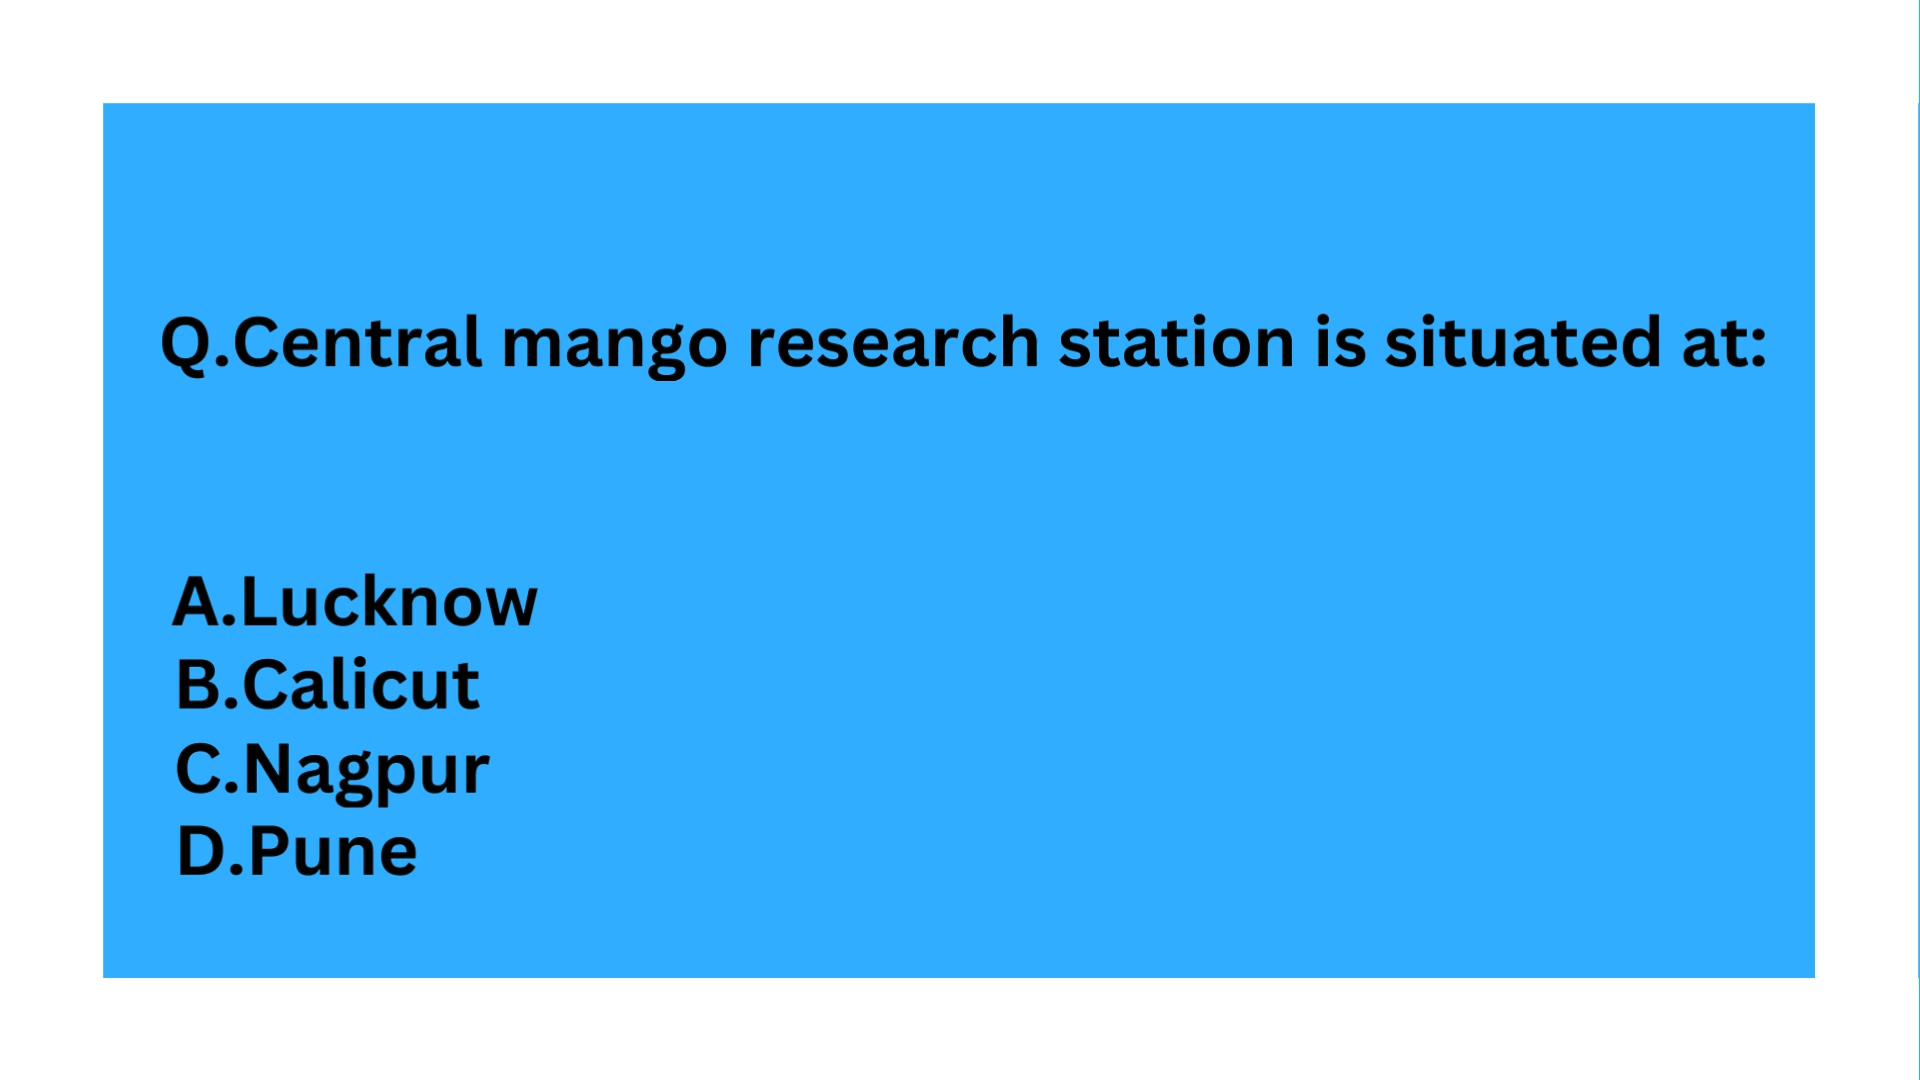 Q.Central mango research station is situated at:
A.Lucknow
B.Calicut
C.Nagpur
D.Pune